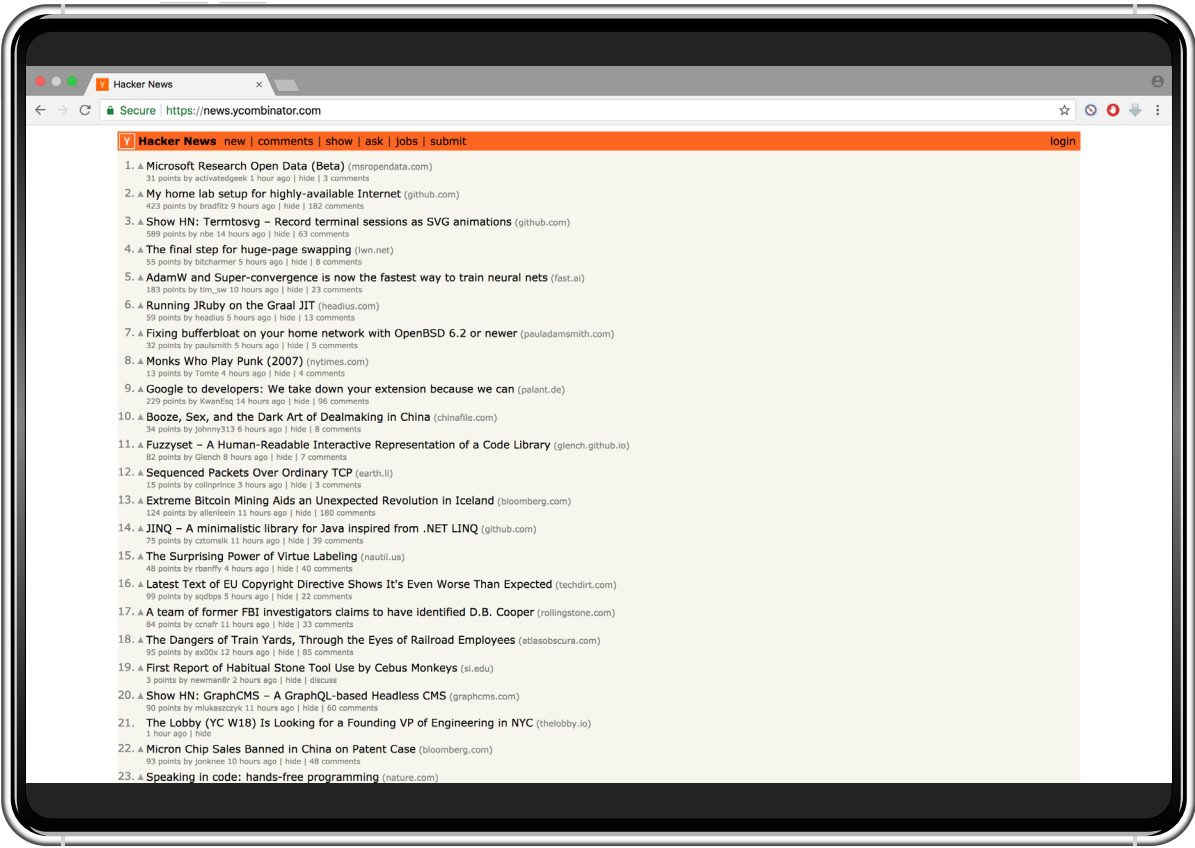 Hacker News
Secure https://news.ycombinator.com
Y Hacker News new | comments | show | ask | jobs | submit login
1. Microsoft Research Open Data (Beta) (msropendata.com)
31 points by activatedgeek 1 hour ago | hide | 3 comments
2. My home lab setup for highly-available Internet (github.com)
423 points by bradfitz 9 hours ago | hide | 182 comments
3. Show HN: Termtosvg – Record terminal sessions as SVG animations (github.com)
589 points by nbe 14 hours ago | hide | 63 comments
4. The final step for huge-page swapping (lwn.net)
55 points by bitcharmer 5 hours ago | hide | 8 comments
5. AdamW and Super-convergence is now the fastest way to train neural nets (fast.ai)
183 points by tim_sw 10 hours ago | hide | 23 comments
6. Running JRuby on the Graal JIT (headius.com)
59 points by headius 5 hours ago | hide | 13 comments
7. Fixing bufferbloat on your home network with OpenBSD 6.2 or newer (pauladamsmith.com)
32 points by paulsmith 5 hours ago | hide | 5 comments
8. Monks Who Play Punk (2007) (nytimes.com)
13 points by Tomte 4 hours ago | hide | 4 comments
9. Google to developers: We take down your extension because we can (palant.de)
229 points by KwanEsq 14 hours ago | hide | 96 comments
10. Booze, Sex, and the Dark Art of Dealmaking in China (chinafile.com)
34 points by johnny313 6 hours ago | hide | 8 comments
11. Fuzzyset – A Human-Readable Interactive Representation of a Code Library (glench.github.io)
82 points by Glench 8 hours ago | hide | 7 comments
12. Sequenced Packets Over Ordinary TCP (earth.li)
15 points by colinprince 3 hours ago | hide | 3 comments
13. Extreme Bitcoin Mining Aids an Unexpected Revolution in Iceland (bloomberg.com)
124 points by allenleein 11 hours ago | hide | 180 comments
14. JINQ – A minimalistic library for Java inspired from .NET LINQ (github.com)
75 points by cztomsik 11 hours ago | hide | 39 comments
15. The Surprising Power of Virtue Labeling (nautil.us)
48 points by rbanffy 4 hours ago | hide | 40 comments
16. Latest Text of EU Copyright Directive Shows It's Even Worse Than Expected (techdirt.com)
99 points by sqdbps 5 hours ago | hide | 22 comments
17. A team of former FBI investigators claims to have identified D.B. Cooper (rollingstone.com)
84 points by ccnafr 11 hours ago | hide | 33 comments
18. The Dangers of Train Yards, Through the Eyes of Railroad Employees (atlasobscura.com)
95 points by ax00x 12 hours ago | hide | 85 comments
19. First Report of Habitual Stone Tool Use by Cebus Monkeys (si.edu)
3 points by newman8r 2 hours ago | hide | discuss
20. Show HN: GraphCMS – A GraphQL-based Headless CMS (graphcms.com)
90 points by mlukaszczyk 11 hours ago | hide | 60 comments
21. The Lobby (YC W18) Is Looking for a Founding VP of Engineering in NYC (thelobby.io)
1 hour ago | hide
22. Micron Chip Sales Banned in China on Patent Case (bloomberg.com)
93 points by jonknee 10 hours ago | hide | 48 comments
23. Speaking in code: hands-free programming (nature.com)